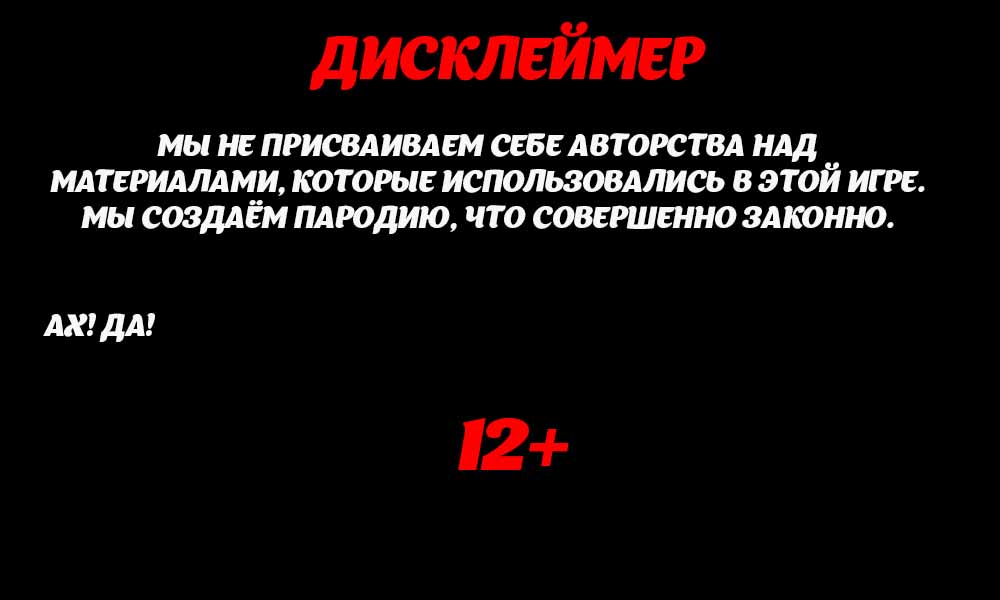 ДИСКЛЕЙМЕР
МЫ НЕ ПРИСВАИВАЕМ СЕБЕ АВТОРСТВА НАД
МАТЕРИАЛАМИ, КОТОРЫЕ ИСПОЛЬЗОВАЛИСЬ В ЭТОЙ ИГРЕ.
МЫ СОЗДАЁМ ПАРОДИЮ, ЧТО СОВЕРШЕННО ЗАКОННО.
АХ! ДА!
12+